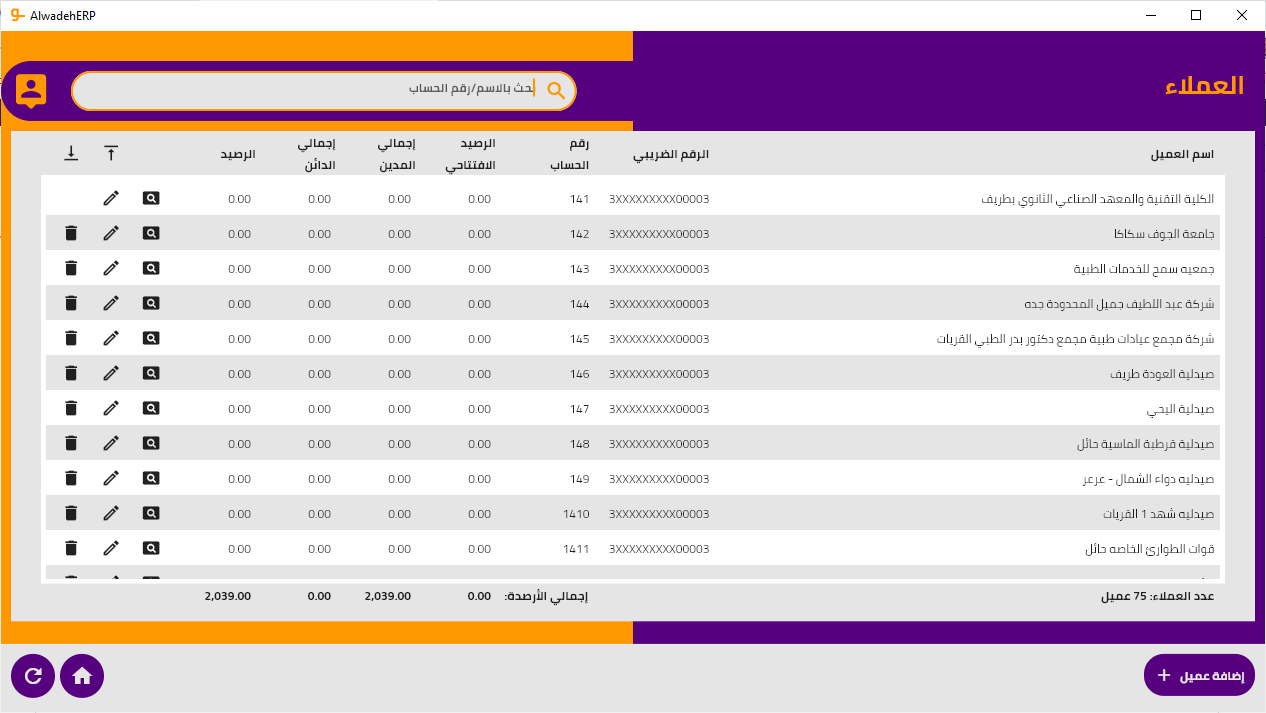 AlwadehERP
العملاء
بحث بالاسم/رقم الحساب
اسم العميل الرقم الضريبي رقم الحساب الرصيد الافتتاحي إجمالي المدين إجمالي الدائن الرصيد
الكلية التقنية والمعهد الصناعي الثانوي بطريف 3XXXXXXXXX00003 141 0.00 0.00 0.00 0.00
جامعة الجوف سكاكا 3XXXXXXXXX00003 142 0.00 0.00 0.00 0.00
جمعيه سمح للخدمات الطبية 3XXXXXXXXX00003 143 0.00 0.00 0.00 0.00
شركة عبد اللطيف جميل المحدودة جده 3XXXXXXXXX00003 144 0.00 0.00 0.00 0.00
شركة مجمع عيادات طبية مجمع دكتور بدر الطبي القريات 3XXXXXXXXX00003 145 0.00 0.00 0.00 0.00
صيدلية العودة طريف 3XXXXXXXXX00003 146 0.00 0.00 0.00 0.00
صيدلية اليحي 3XXXXXXXXX00003 147 0.00 0.00 0.00 0.00
صيدلية قرطبة الماسية حائل 3XXXXXXXXX00003 148 0.00 0.00 0.00 0.00
صيدليه دواء الشمال - عرعر 3XXXXXXXXX00003 149 0.00 0.00 0.00 0.00
صيدليه شهد 1 القريات 3XXXXXXXXX00003 1410 0.00 0.00 0.00 0.00
قوات الطوارئ الخاصه حائل 3XXXXXXXXX00003 1411 0.00 0.00 0.00 0.00
عدد العملاء: 75 عميل إجمالي الأرصدة: 0.00 2,039.00 0.00 2,039.00
إضافة عميل +